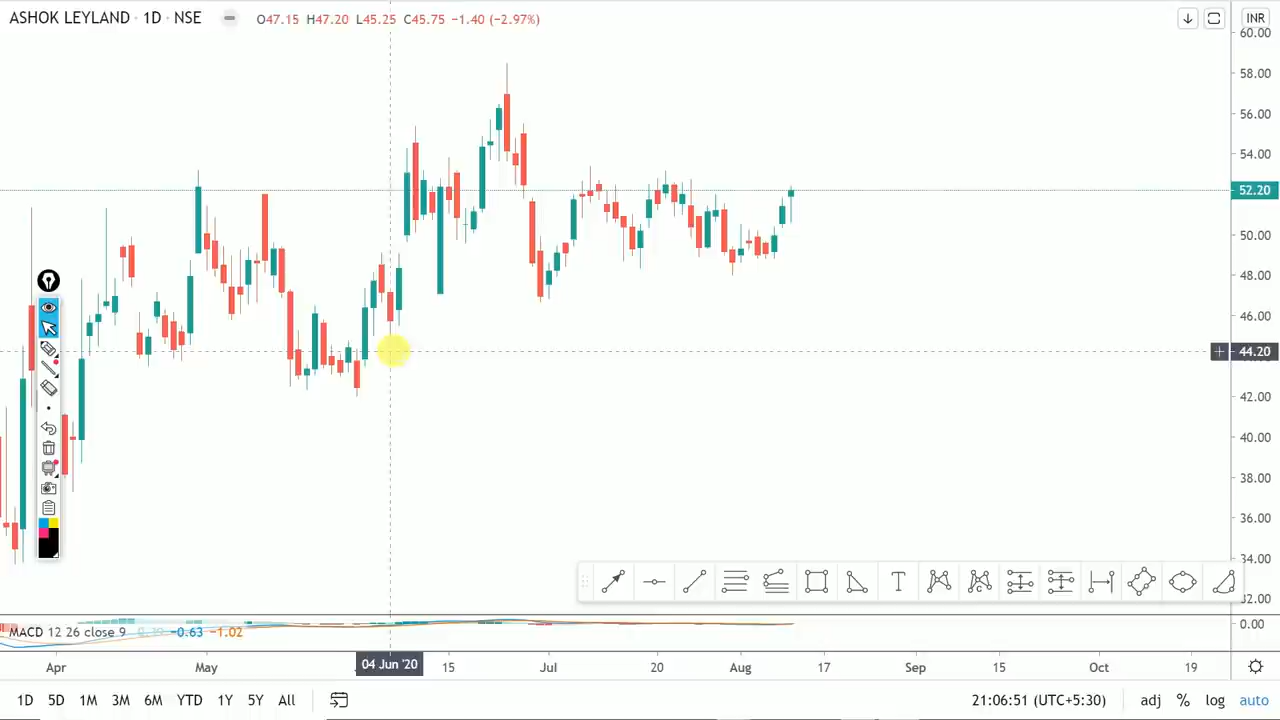 ASHOK LEYLAND · 1D · NSE O47.15 H47.20 L45.25 C45.75 −1.40 (−2.97%) INR
60.00
58.00
56.00
54.00
52.20
50.00
48.00
46.00
44.20
42.00
40.00
38.00
36.00
34.00
32.00
T
C
MACD 12 26 close 9 −0.63 −1.02 0.00
Apr May 04 Jun '20 15 Jul 20 Aug 17 Sep 15 Oct 19
1D 5D 1M 3M 6M YTD 1Y 5Y All 21:06:51 (UTC+5:30) adj % log auto